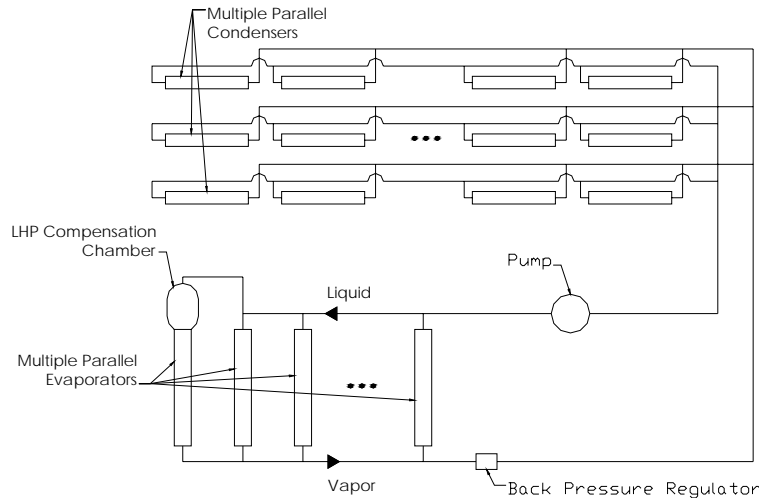 Multiple Parallel
Condensers
LHP Compensation
Chamber
Pump
Liquid
Multiple Parallel
Evaporators
Vapor
Back Pressure Regulator